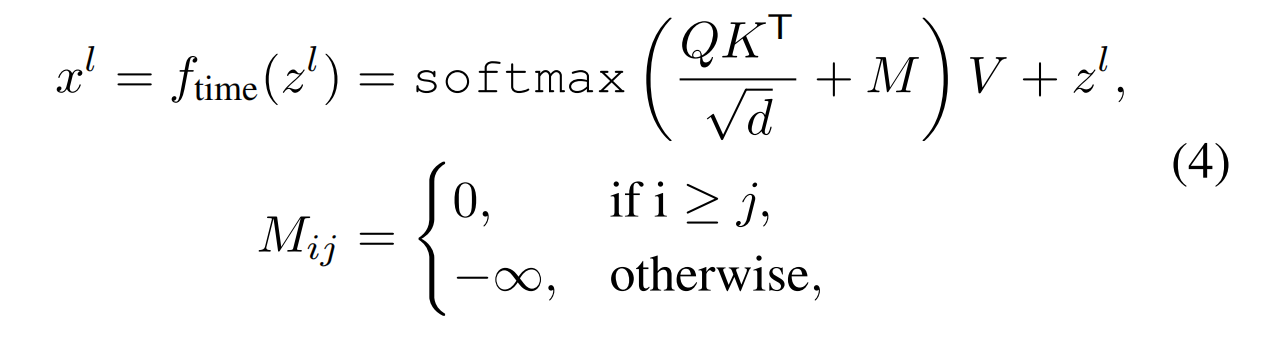 x^l = f_time(z^l) = softmax(QK^T/√d + M) V + z^l,
M_ij = { 0, if i ≥ j,
−∞, otherwise,
(4)